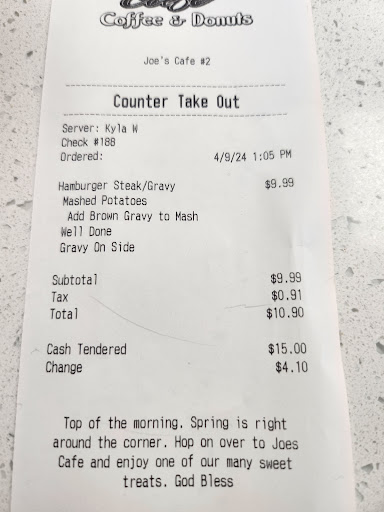 Coffee & Donuts
Joe's Cafe #2
Counter Take Out
Server: Kyla W
Check #188
Ordered: 4/9/24 1:05 PM
Hamburger Steak/Gravy $9.99
Mashed Potatoes
Add Brown Gravy to Mash
Well Done
Gravy On Side
Subtotal $9.99
Tax $0.91
Total $10.90
Cash Tendered $15.00
Change $4.10
Top of the morning. Spring is right
around the corner. Hop on over to Joes
Cafe and enjoy one of our many sweet
treats. God Bless